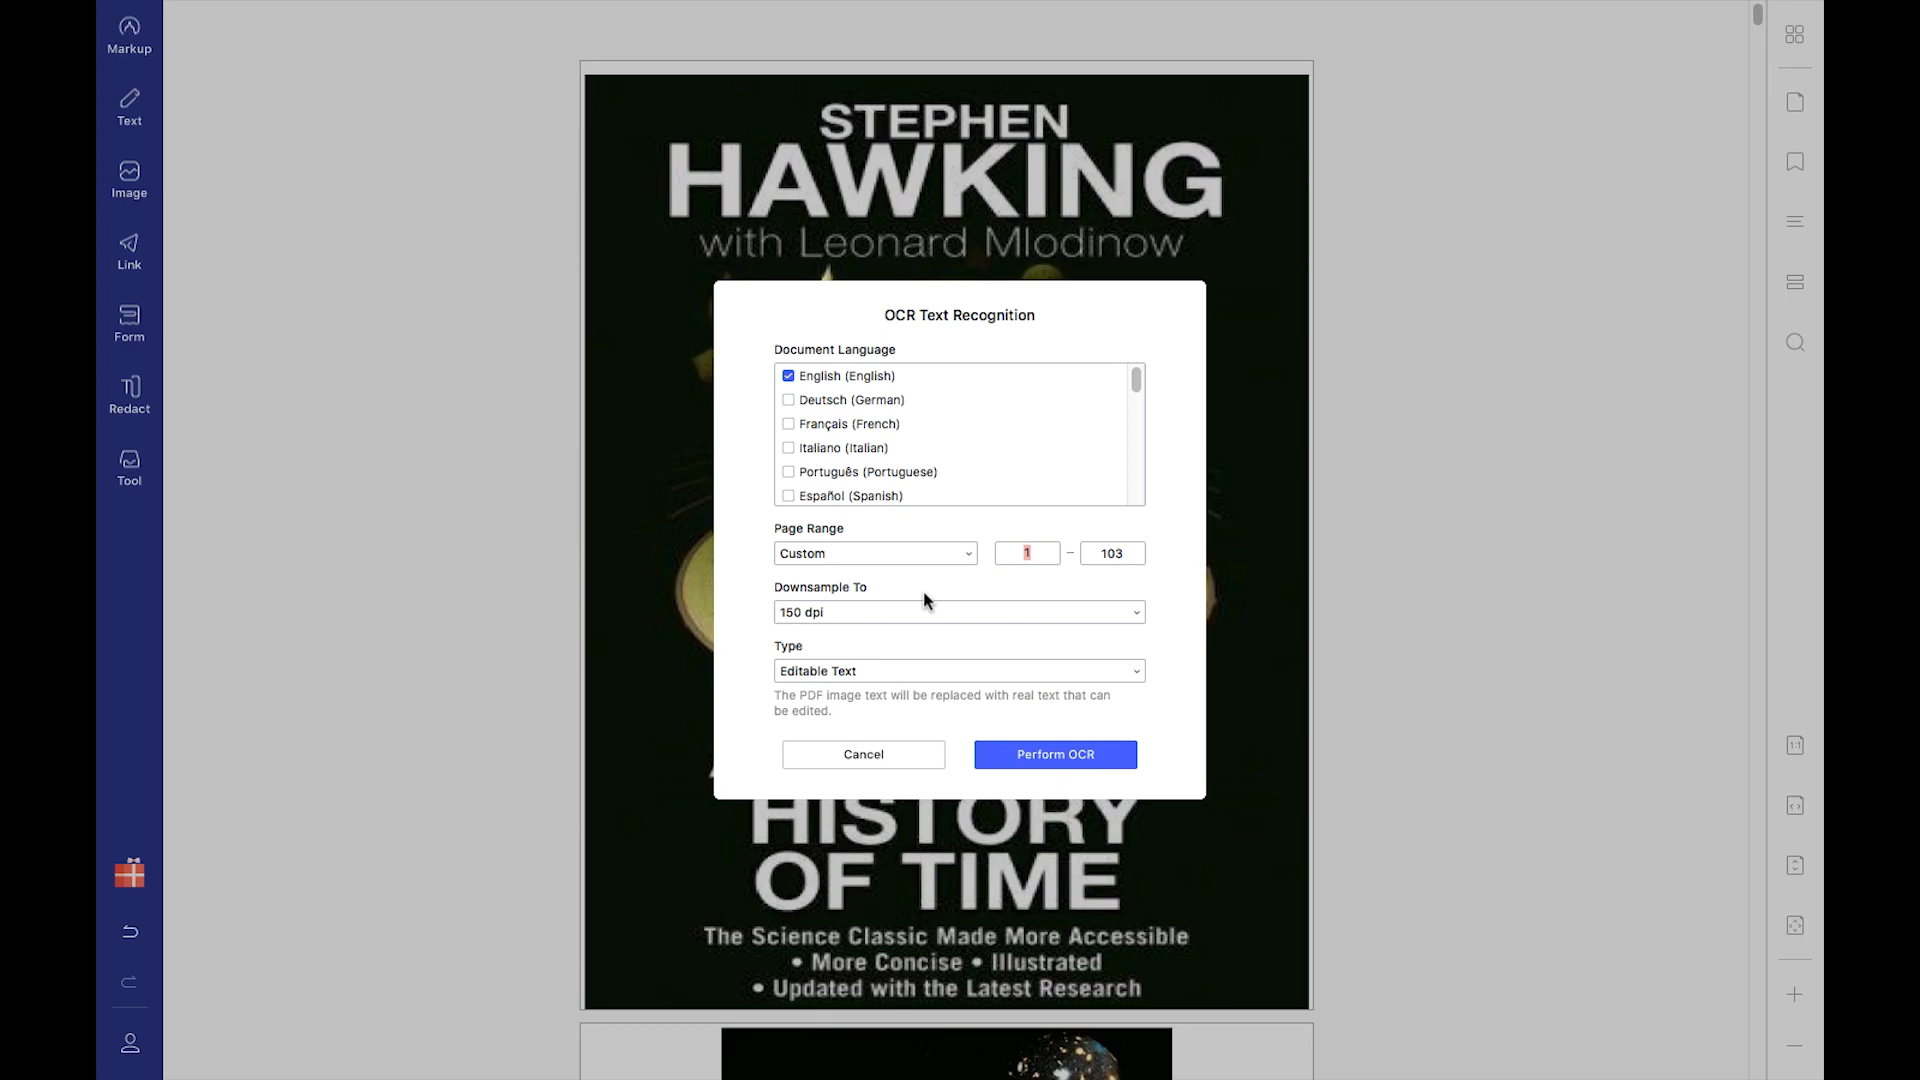 Markup
Text
Image
Link
Form
Redact
Tool
STEPHEN
HAWKING
with Leonard Mlodinow
OCR Text Recognition
Document Language
English (English)
Deutsch (German)
Français (French)
Italiano (Italian)
Português (Portuguese)
Español (Spanish)
Page Range
Custom 1 – 103
Downsample To
150 dpi
Type
Editable Text
The PDF image text will be replaced with real text that can
be edited.
Cancel Perform OCR
HISTORY
OF TIME
The Science Classic Made More Accessible
• More Concise • Illustrated
• Updated with the Latest Research
1:1